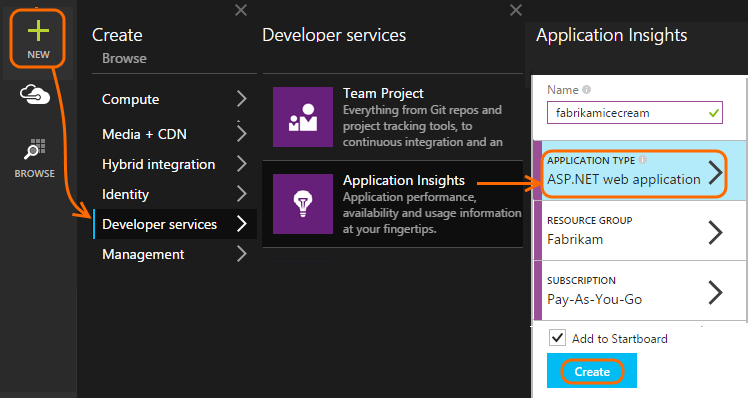 NEW
BROWSE
Create
Browse
Compute
Media + CDN
Hybrid integration
Identity
Developer services
Management
Developer services
Team Project
Everything from Git repos and
project tracking tools, to
continuous integration and an
Application Insights
Application performance,
availability and usage information
at your fingertips.
Application Insights
Name
fabrikamicecream
APPLICATION TYPE
ASP.NET web application
RESOURCE GROUP
Fabrikam
SUBSCRIPTION
Pay-As-You-Go
Add to Startboard
Create